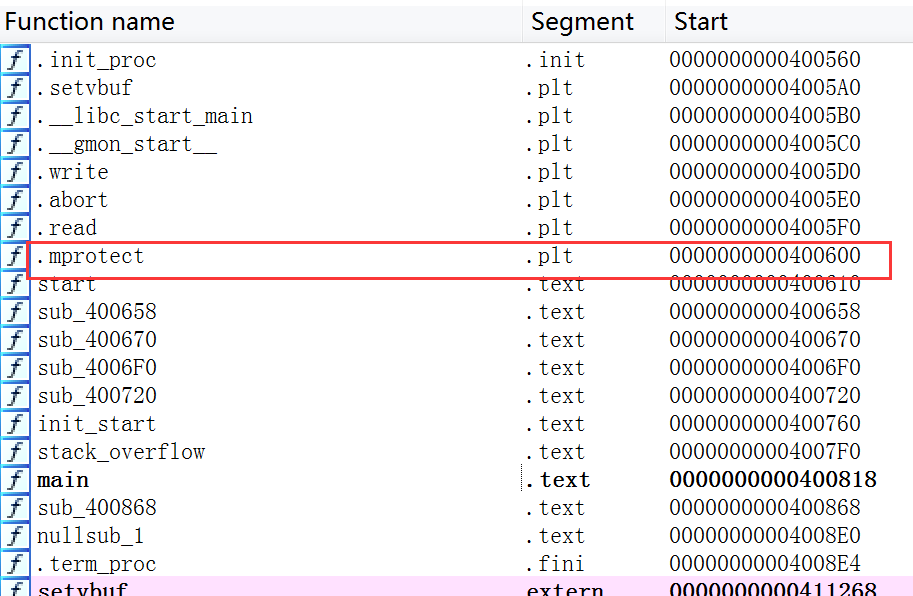 Function name Segment Start
f .init_proc .init 0000000000400560
f .setvbuf .plt 00000000004005A0
f .__libc_start_main .plt 00000000004005B0
f .__gmon_start__ .plt 00000000004005C0
f .write .plt 00000000004005D0
f .abort .plt 00000000004005E0
f .read .plt 00000000004005F0
f .mprotect .plt 0000000000400600
f start .text 0000000000400610
f sub_400658 .text 0000000000400658
f sub_400670 .text 0000000000400670
f sub_4006F0 .text 00000000004006F0
f sub_400720 .text 0000000000400720
f init_start .text 0000000000400760
f stack_overflow .text 00000000004007F0
f main .text 0000000000400818
f sub_400868 .text 0000000000400868
f nullsub_1 .text 00000000004008E0
f .term_proc .fini 00000000004008E4
f setvbuf extern 0000000000411268